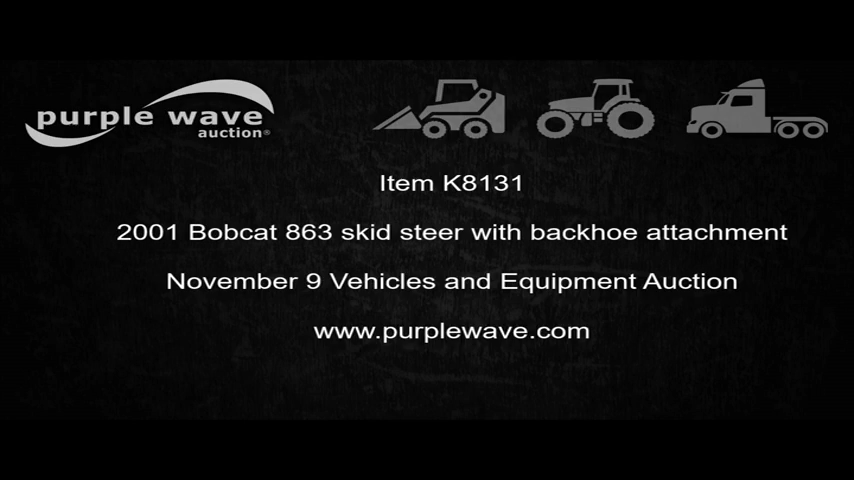 purple wave
auction®
Item K8131
2001 Bobcat 863 skid steer with backhoe attachment
November 9 Vehicles and Equipment Auction
www.purplewave.com